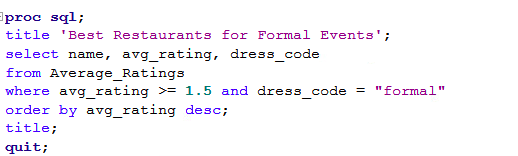 proc sql;
title 'Best Restaurants for Formal Events';
select name, avg_rating, dress_code
from Average_Ratings
where avg_rating >= 1.5 and dress_code = "formal"
order by avg_rating desc;
title;
quit;